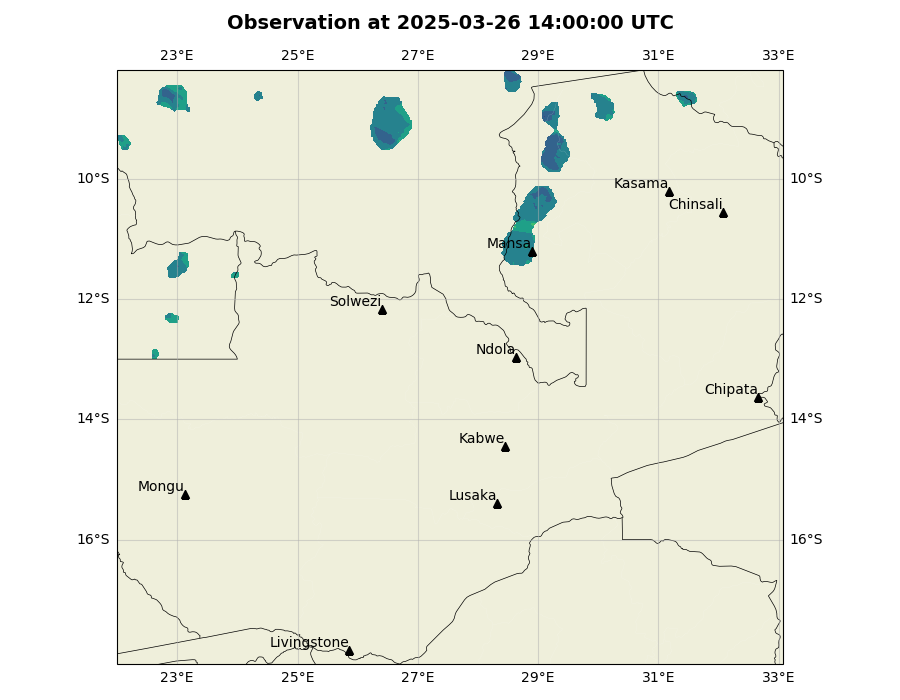 Observation at 2025-03-26 14:00:00 UTC
23°E 25°E 27°E 29°E 31°E 33°E
10°S 10°S
Kasama
Chinsali
Mansa
12°S 12°S
Solwezi
Ndola
Chipata
14°S 14°S
Kabwe
Mongu
Lusaka
16°S 16°S
Livingstone
23°E 25°E 27°E 29°E 31°E 33°E